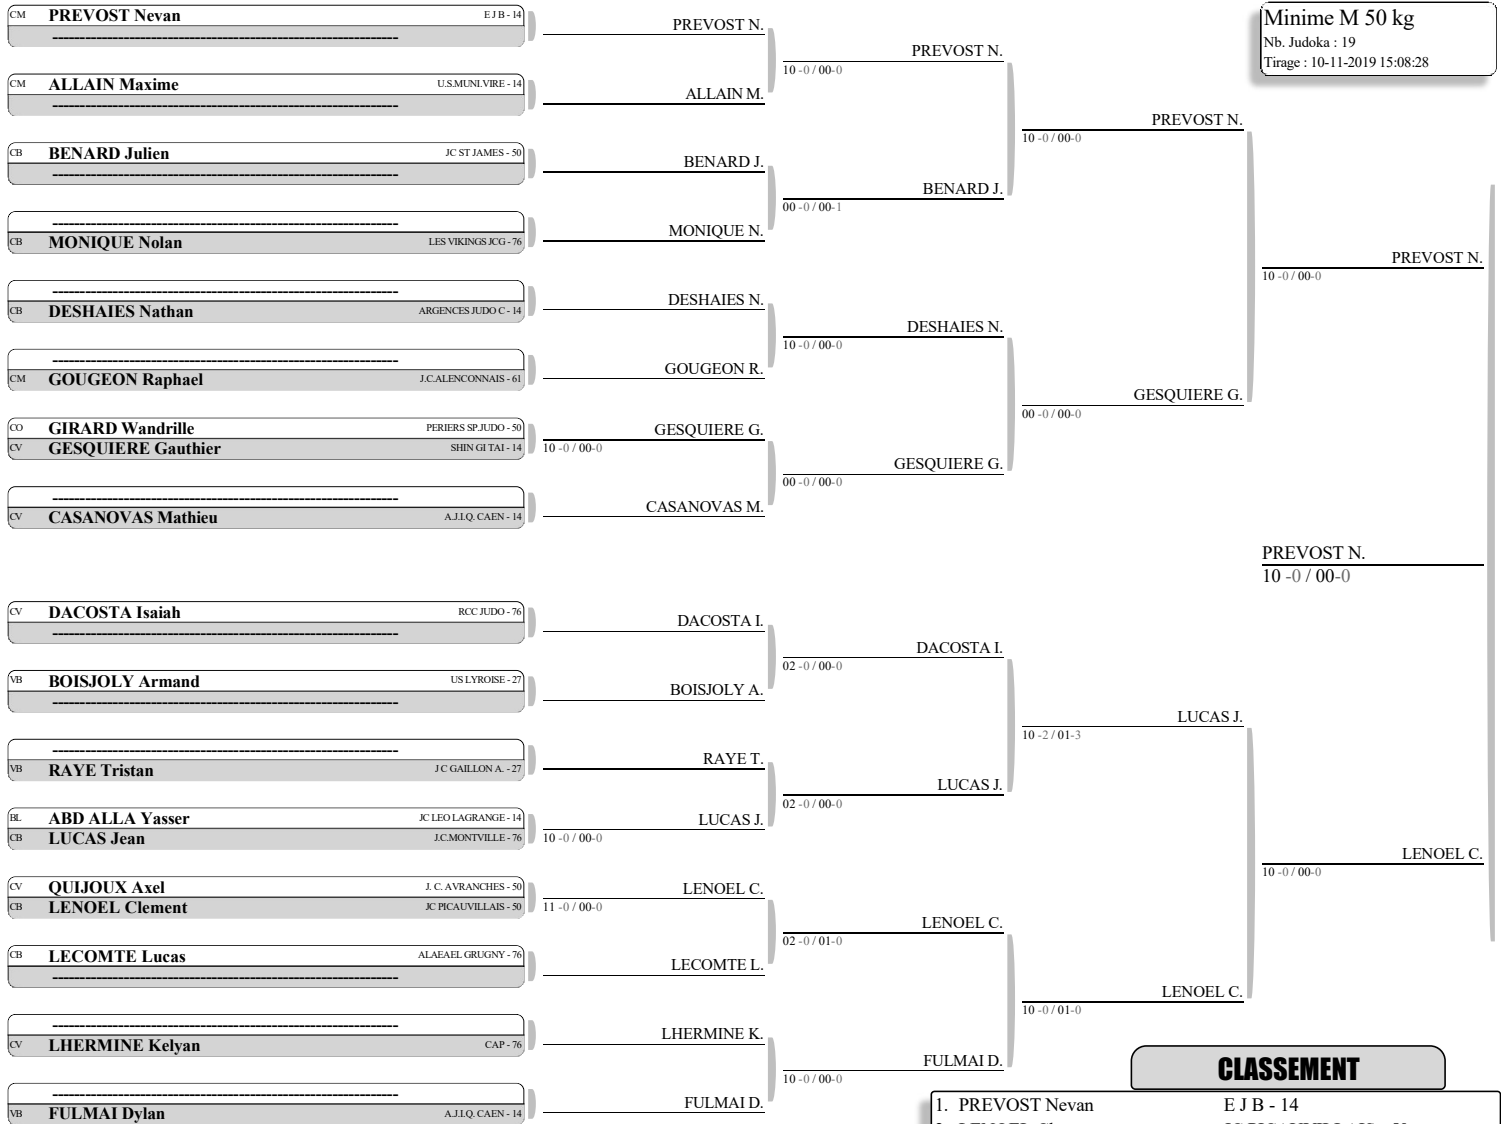 CM PREVOST Nevan E J B - 14
------------------------------------------------------------------------
CM ALLAIN Maxime U.S.MUNI.VIRE - 14
------------------------------------------------------------------------
CB BENARD Julien JC ST JAMES - 50
------------------------------------------------------------------------
------------------------------------------------------------------------
CB MONIQUE Nolan LES VIKINGS JCG - 76
------------------------------------------------------------------------
CB DESHAIES Nathan ARGENCES JUDO C - 14
------------------------------------------------------------------------
CM GOUGEON Raphael J.C.ALENCONNAIS - 61
CO GIRARD Wandrille PERIERS SP.JUDO - 50
CV GESQUIERE Gauthier SHIN GI TAI - 14
------------------------------------------------------------------------
CV CASANOVAS Mathieu A.J.I.Q. CAEN - 14
CV DACOSTA Isaiah RCC JUDO - 76
------------------------------------------------------------------------
VB BOISJOLY Armand US LYROISE - 27
------------------------------------------------------------------------
------------------------------------------------------------------------
VB RAYE Tristan J C GAILLON A. - 27
BL ABD ALLA Yasser JC LEO LAGRANGE - 14
CB LUCAS Jean J.C.MONTVILLE - 76
CV QUIJOUX Axel J. C. AVRANCHES - 50
CB LENOEL Clement JC PICAUVILLAIS - 50
CB LECOMTE Lucas ALAEAEL GRUGNY - 76
------------------------------------------------------------------------
------------------------------------------------------------------------
CV LHERMINE Kelyan CAP - 76
------------------------------------------------------------------------
VB FULMAI Dylan A.J.I.Q. CAEN - 14
PREVOST N.
ALLAIN M.
BENARD J.
MONIQUE N.
DESHAIES N.
GOUGEON R.
GESQUIERE G.
10 -0 / 00-0
CASANOVAS M.
DACOSTA I.
BOISJOLY A.
RAYE T.
LUCAS J.
10 -0 / 00-0
LENOEL C.
11 -0 / 00-0
LECOMTE L.
LHERMINE K.
FULMAI D.
PREVOST N.
10 -0 / 00-0
BENARD J.
00 -0 / 00-1
DESHAIES N.
10 -0 / 00-0
GESQUIERE G.
00 -0 / 00-0
DACOSTA I.
02 -0 / 00-0
LUCAS J.
02 -0 / 00-0
LENOEL C.
02 -0 / 01-0
FULMAI D.
10 -0 / 00-0
PREVOST N.
10 -0 / 00-0
GESQUIERE G.
00 -0 / 00-0
LUCAS J.
10 -2 / 01-3
LENOEL C.
10 -0 / 01-0
Minime M 50 kg
Nb. Judoka : 19
Tirage : 10-11-2019 15:08:28
PREVOST N.
10 -0 / 00-0
PREVOST N.
10 -0 / 00-0
LENOEL C.
10 -0 / 00-0
CLASSEMENT
1. PREVOST Nevan E J B - 14